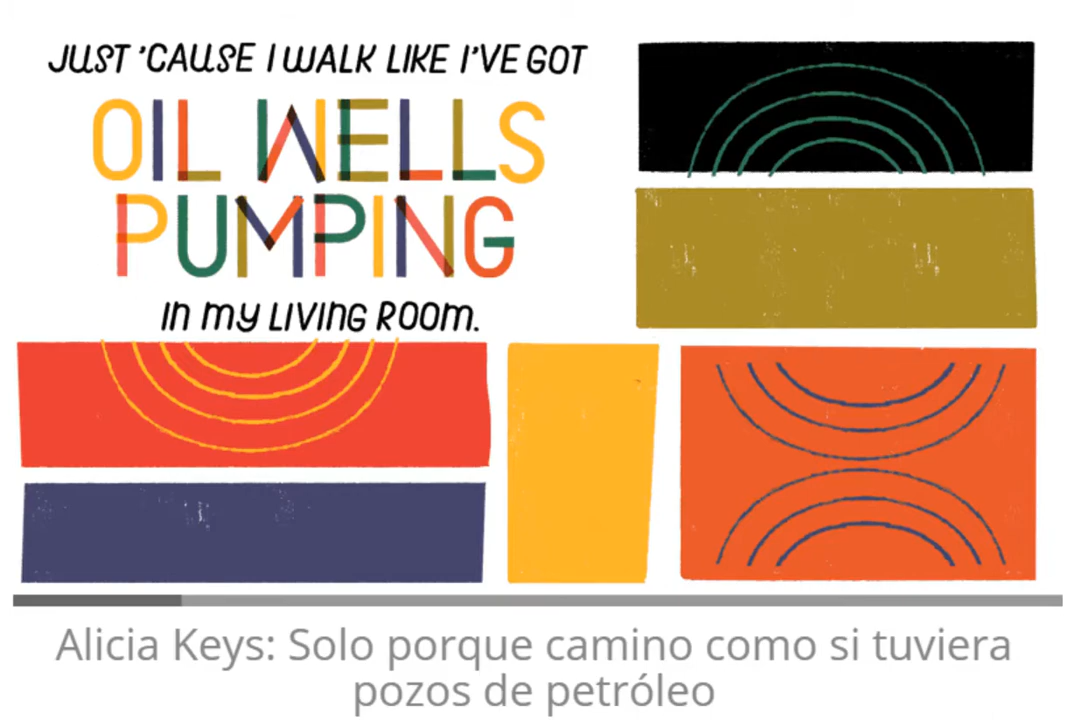 JUST 'CAUSE I WALK LIKE I'VE GOT
OIL WELLS
PUMPING
IN MY LIVING ROOM.
Alicia Keys: Solo porque camino como si tuviera
pozos de petróleo